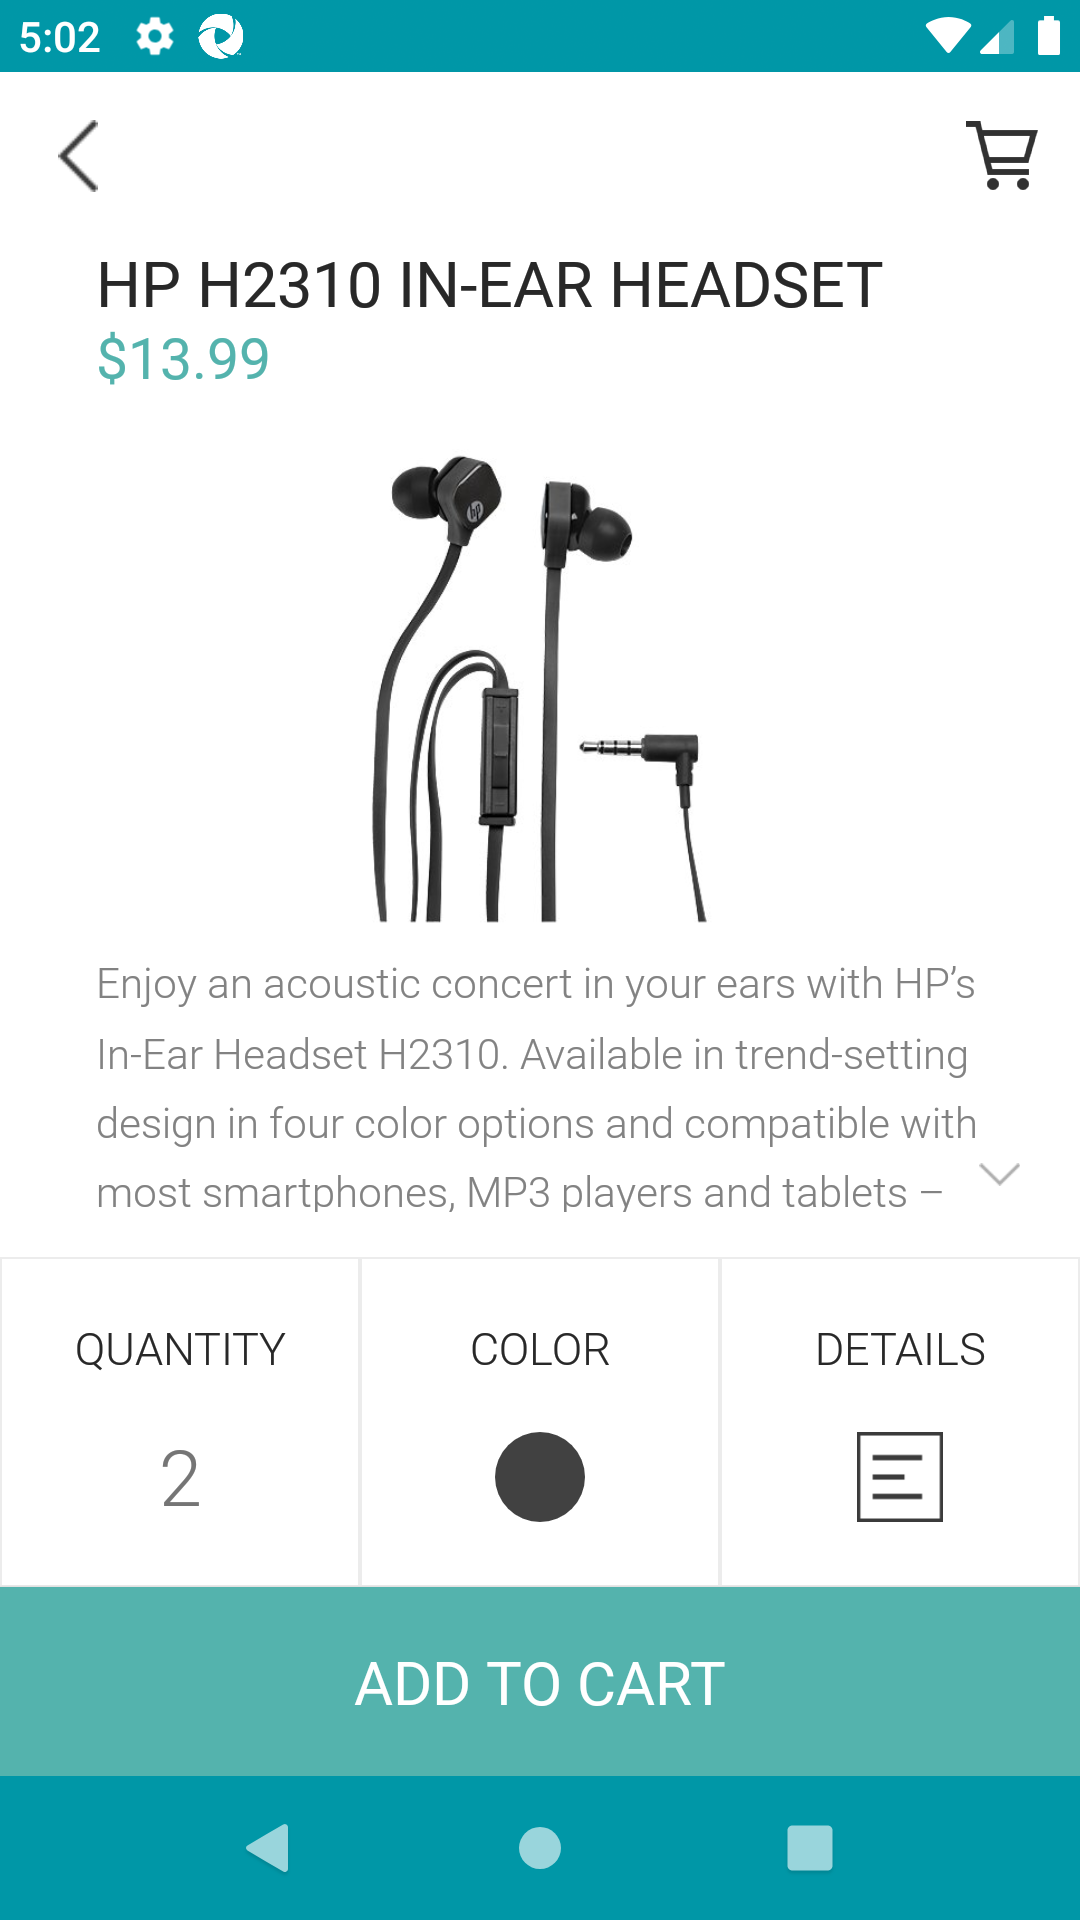 5:02
HP H2310 IN-EAR HEADSET
$13.99
hp
Enjoy an acoustic concert in your ears with HP’s
In-Ear Headset H2310. Available in trend-setting
design in four color options and compatible with
most smartphones, MP3 players and tablets –
QUANTITY COLOR DETAILS
2
ADD TO CART